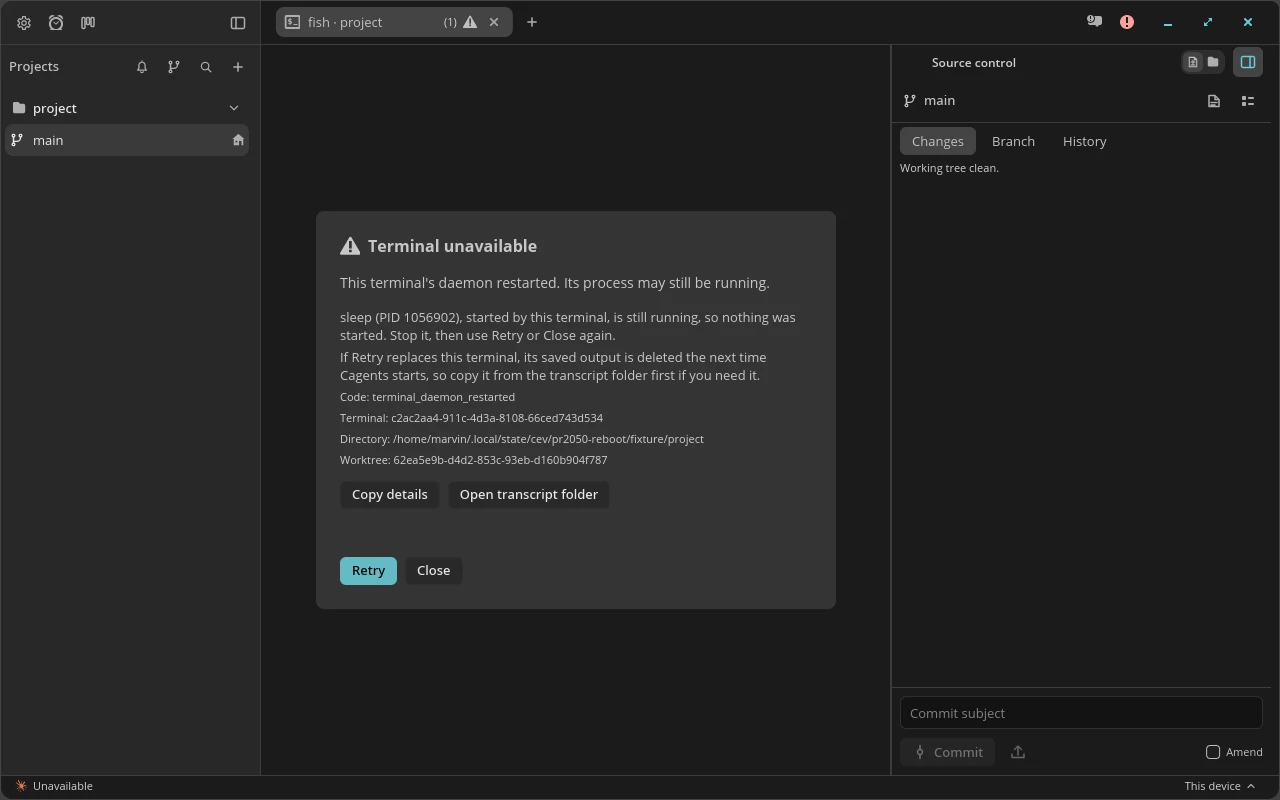 fish · project (1)
Projects
project
main
Terminal unavailable
This terminal's daemon restarted. Its process may still be running.
sleep (PID 1056902), started by this terminal, is still running, so nothing was
started. Stop it, then use Retry or Close again.
If Retry replaces this terminal, its saved output is deleted the next time
Cagents starts, so copy it from the transcript folder first if you need it.
Code: terminal_daemon_restarted
Terminal: c2ac2aa4-911c-4d3a-8108-66ced743d534
Directory: /home/marvin/.local/state/cev/pr2050-reboot/fixture/project
Worktree: 62ea5e9b-d4d2-853c-93eb-d160b904f787
Copy details Open transcript folder
Retry Close
Source control
main
Changes Branch History
Working tree clean.
Commit subject
Commit Amend
Unavailable This device